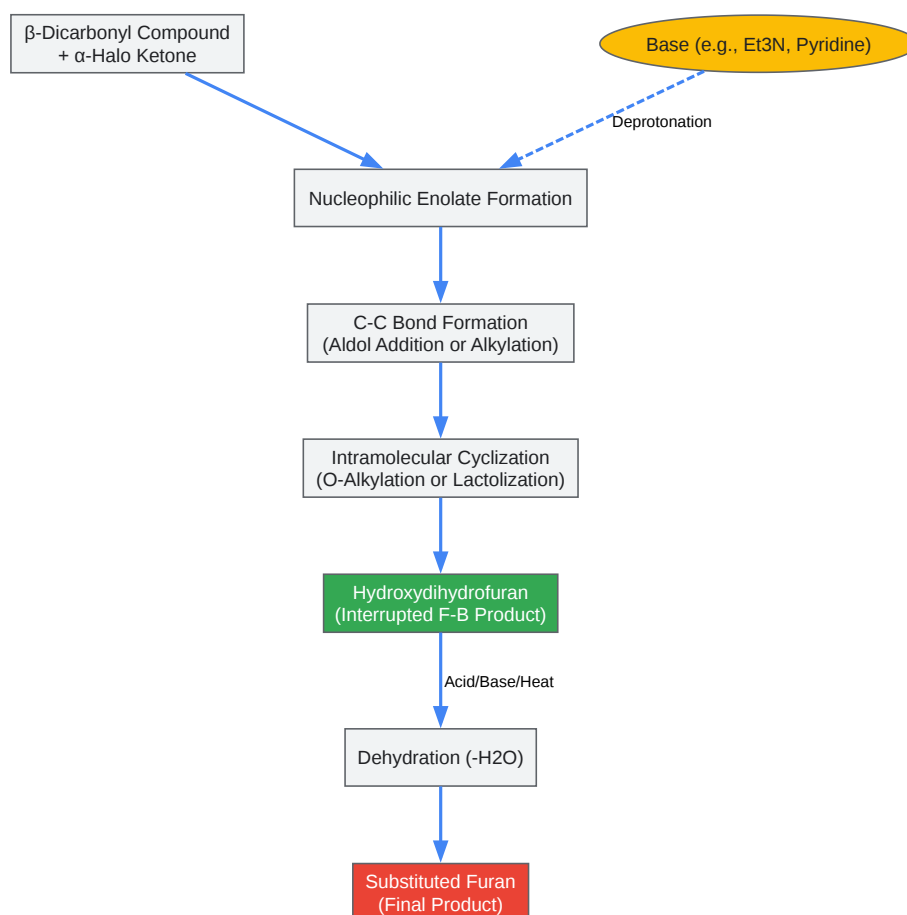 β-Dicarbonyl Compound
+ α-Halo Ketone
Base (e.g., Et3N, Pyridine)
Deprotonation
Nucleophilic Enolate Formation
C-C Bond Formation
(Aldol Addition or Alkylation)
Intramolecular Cyclization
(O-Alkylation or Lactolization)
Hydroxydihydrofuran
(Interrupted F-B Product)
Acid/Base/Heat
Dehydration (-H2O)
Substituted Furan
(Final Product)